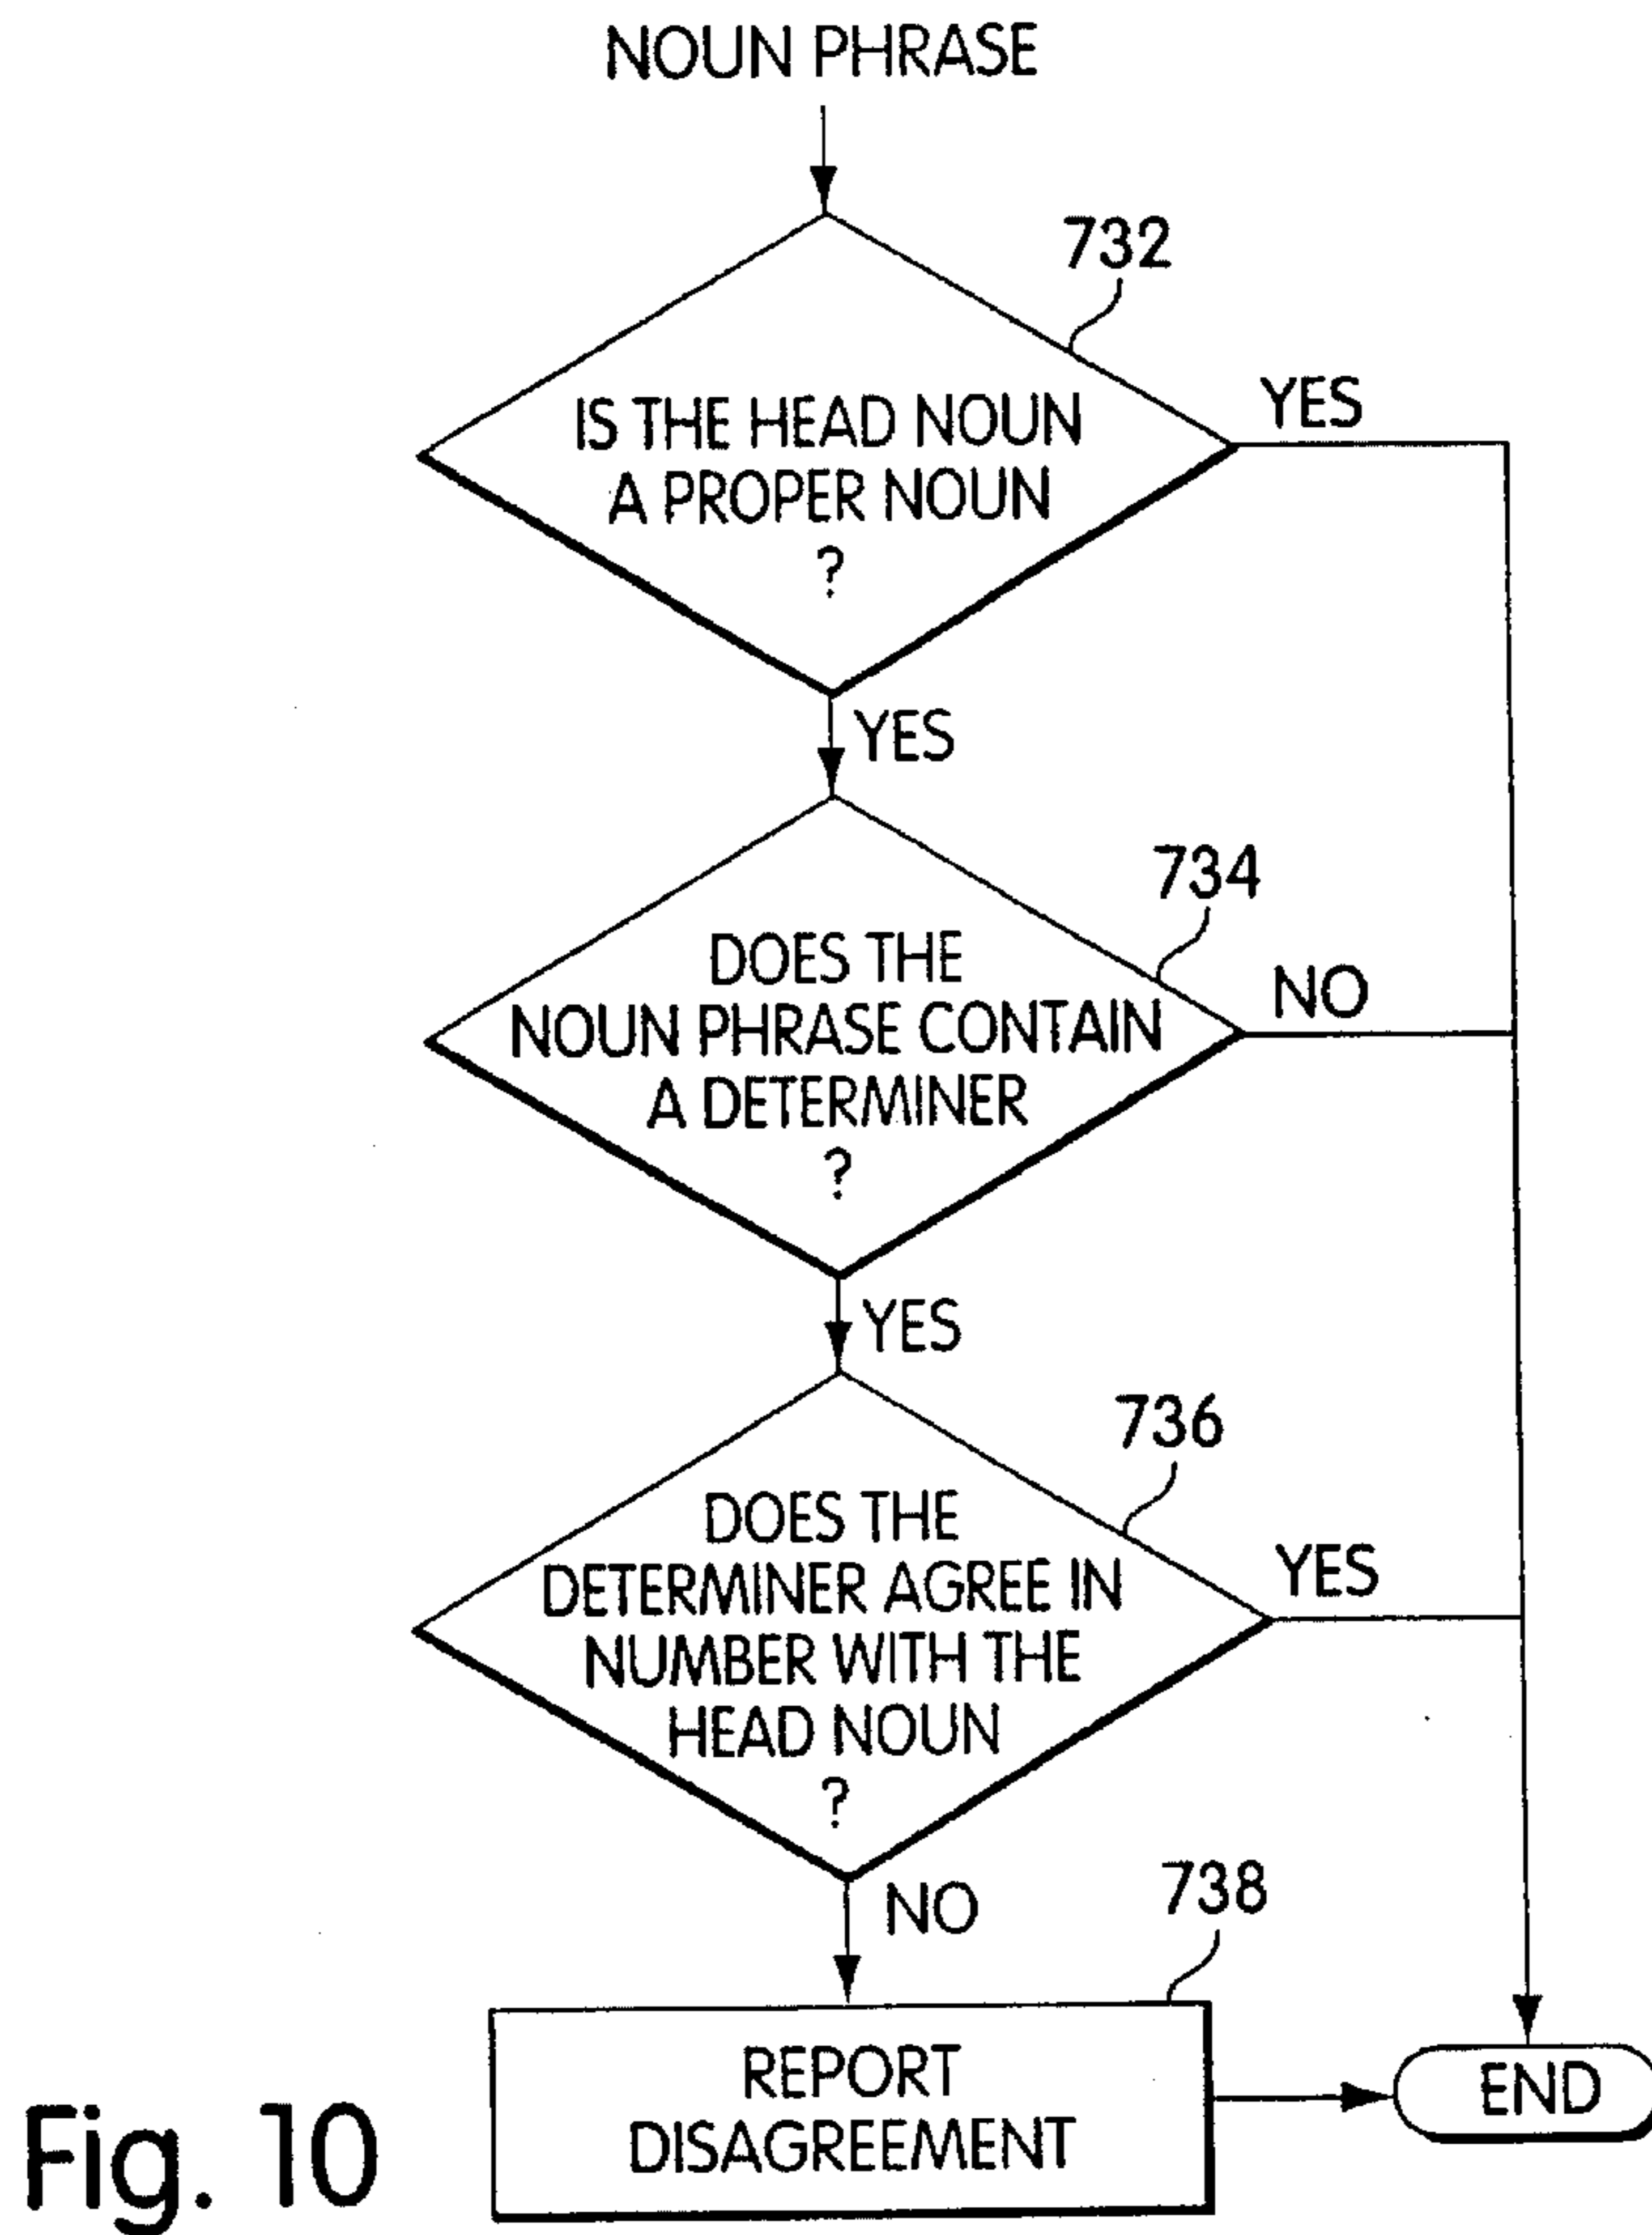 NOUN PHRASE
732
IS THE HEAD NOUN
A PROPER NOUN
?
YES
YES
734
DOES THE
NOUN PHRASE CONTAIN
A DETERMINER
?
NO
YES
736
DOES THE
DETERMINER AGREE IN
NUMBER WITH THE
HEAD NOUN
?
YES
NO
738
REPORT
DISAGREEMENT
END
Fig. 10